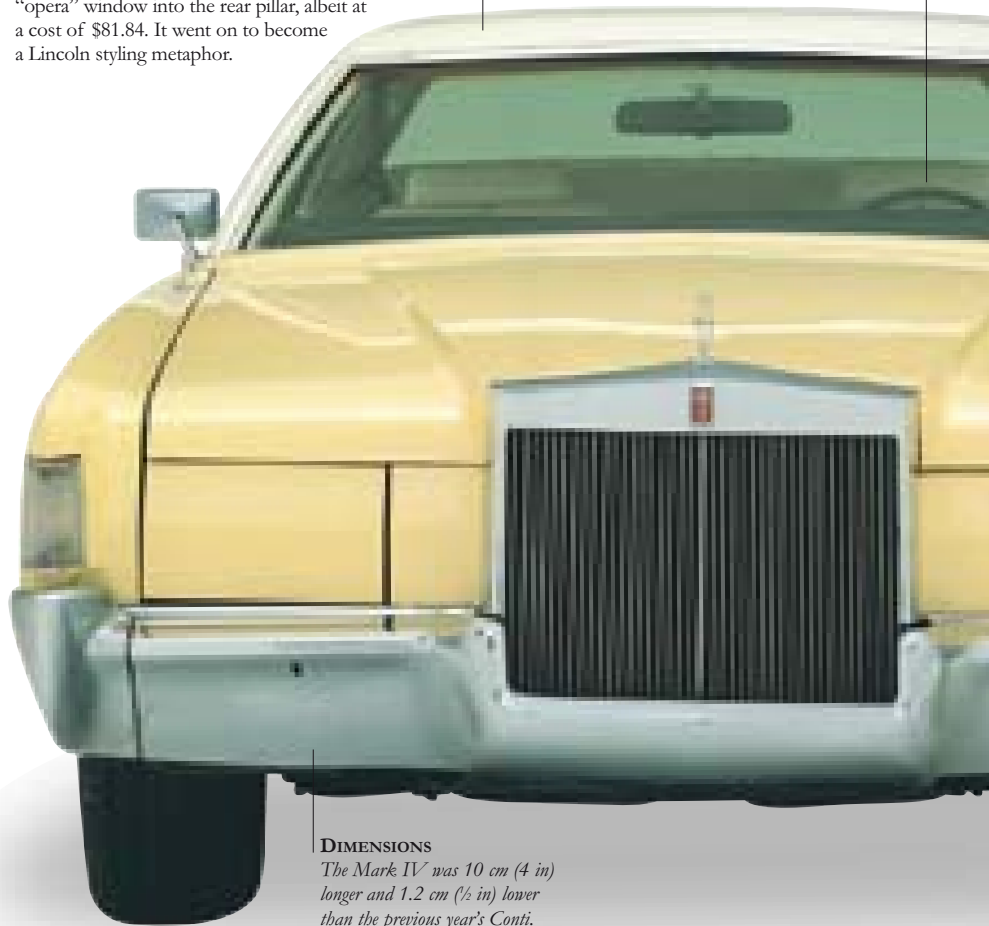 “opera” window into the rear pillar, albeit at
a cost of $81.84. It went on to become
a Lincoln styling metaphor.
DIMENSIONS
The Mark IV was 10 cm (4 in)
longer and 1.2 cm (½ in) lower
than the previous year’s Conti.